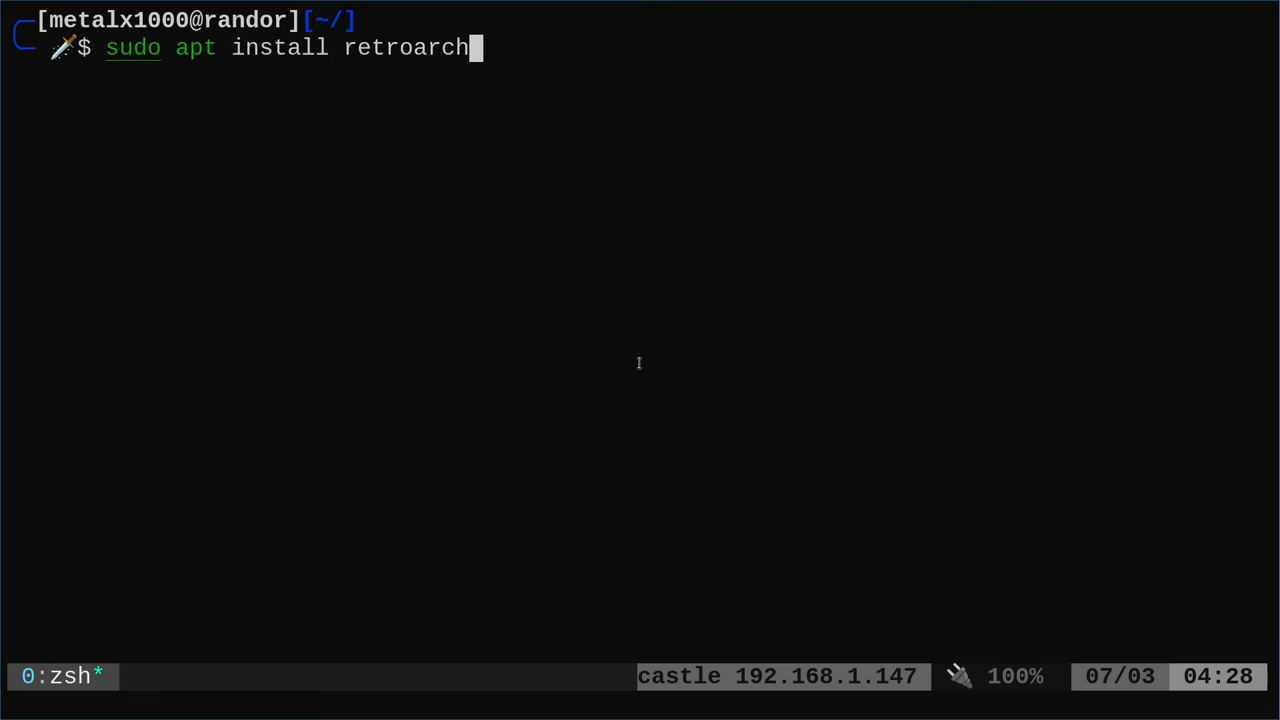 [metalx1000@randor][~/]
$ sudo apt install retroarch
0:zsh* castle 192.168.1.147 100% 07/03 04:28